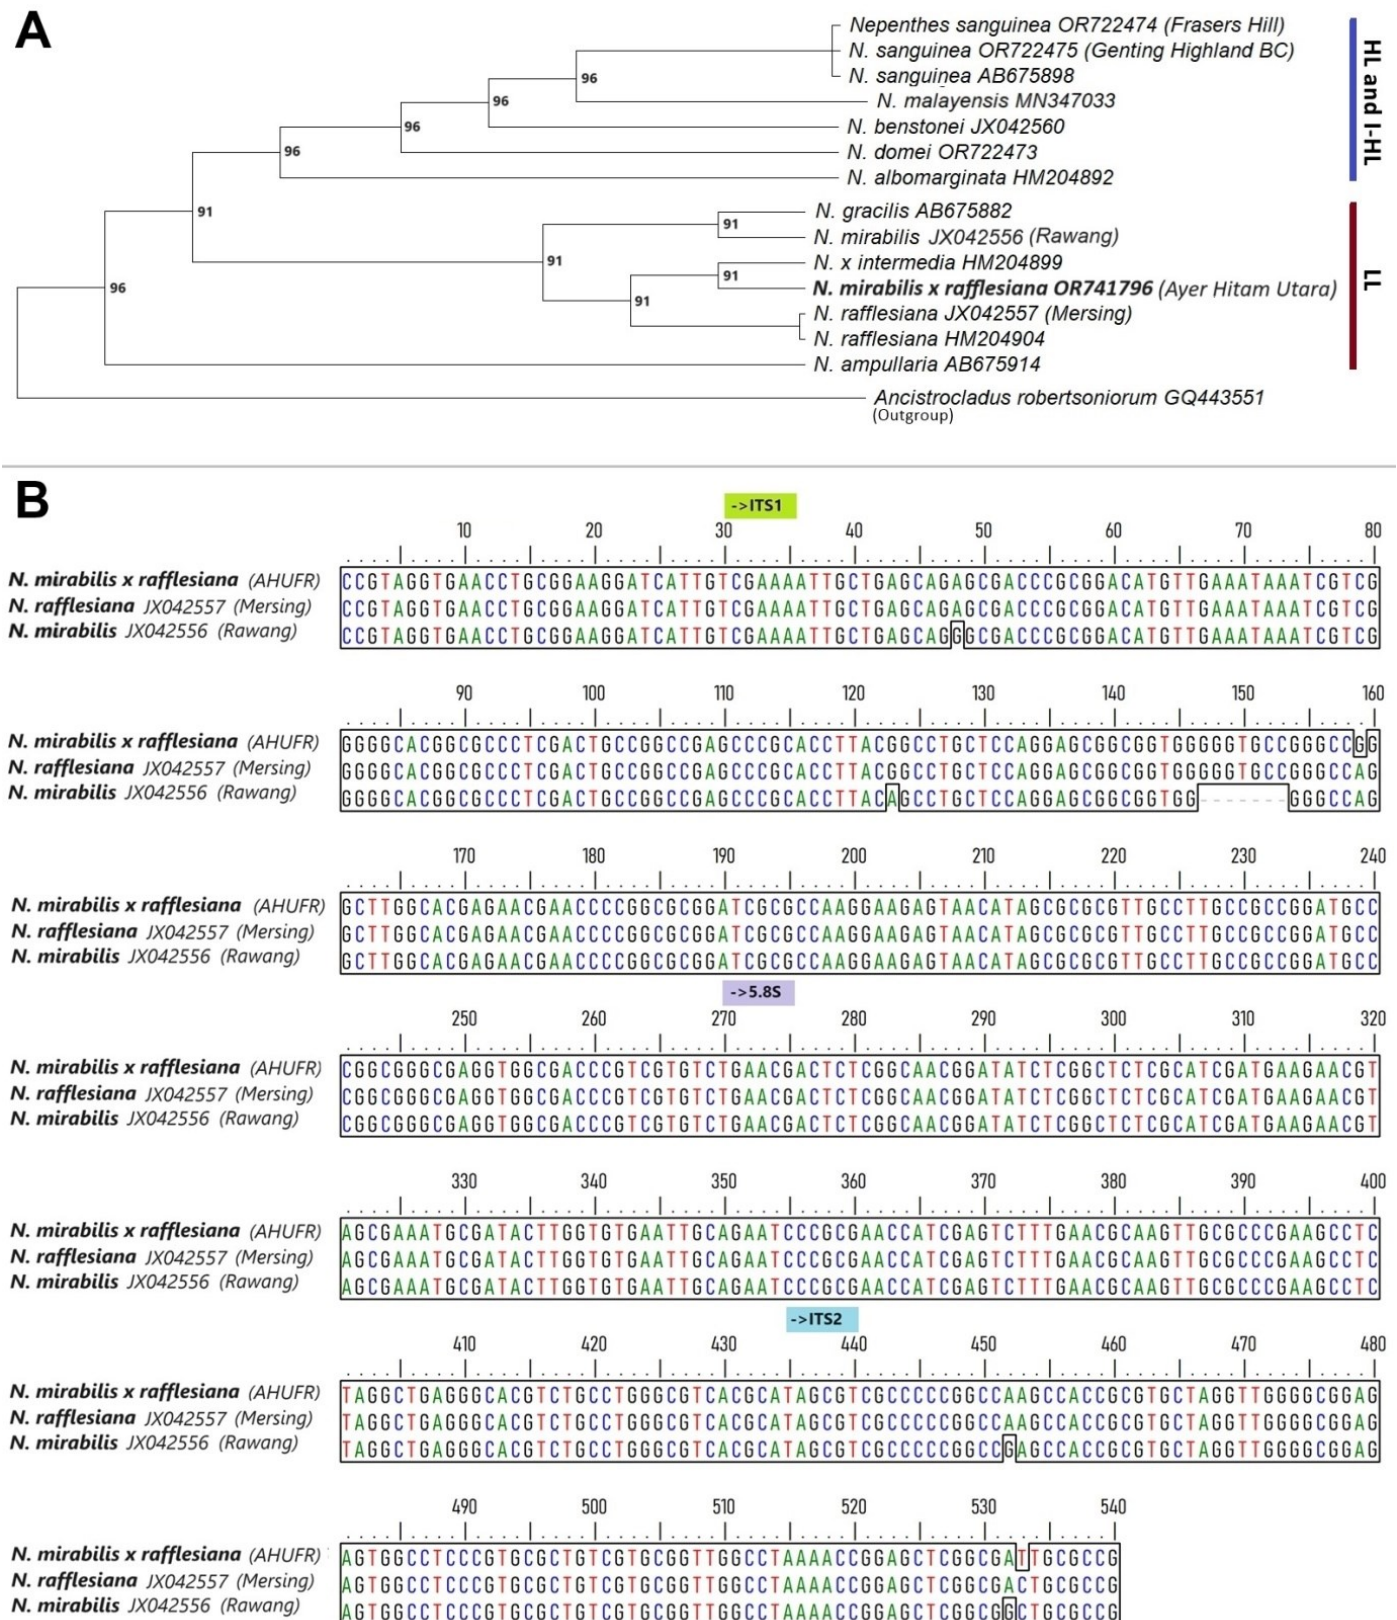 A
Nepenthes sanguinea OR722474 (Frasers Hill)
N. sanguinea OR722475 (Genting Highland BC)
N. sanguinea AB675898
N. malayensis MN347033
N. benstonei JX042560
N. domei OR722473
N. albomarginata HM204892
N. gracilis AB675882
N. mirabilis JX042556 (Rawang)
N. x intermedia HM204899
N. mirabilis x rafflesiana OR741796 (Ayer Hitam Utara)
N. rafflesiana JX042557 (Mersing)
N. rafflesiana HM204904
N. ampullaria AB675914
Ancistrocladus robertsoniorum GQ443551
(Outgroup)
96
96
96
96
91
96
91
91
91
91
HL and I-HL
LL
B
->ITS1
10 20 30 40 50 60 70 80
N. mirabilis x rafflesiana (AHUFR) CCGTAGGTGAACCTGCGGAAGGATCATTGTCGAAAATTGCTGAGCAGAGCGACCCGCGGACATGTTGAAATAAATCGTCG
N. rafflesiana JX042557 (Mersing) CCGTAGGTGAACCTGCGGAAGGATCATTGTCGAAAATTGCTGAGCAGAGCGACCCGCGGACATGTTGAAATAAATCGTCG
N. mirabilis JX042556 (Rawang) CCGTAGGTGAACCTGCGGAAGGATCATTGTCGAAAATTGCTGAGCAGGGCGACCCGCGGACATGTTGAAATAAATCGTCG
90 100 110 120 130 140 150 160
N. mirabilis x rafflesiana (AHUFR) GGGGCACGGCGCCCTCGACTGCCGGCCGAGCCCGCACCTTACGGCCTGCTCCAGGAGCGGCGGTGGGGGTGCCGGGCCGG
N. rafflesiana JX042557 (Mersing) GGGGCACGGCGCCCTCGACTGCCGGCCGAGCCCGCACCTTACGGCCTGCTCCAGGAGCGGCGGTGGGGGTGCCGGGCCAG
N. mirabilis JX042556 (Rawang) GGGGCACGGCGCCCTCGACTGCCGGCCGAGCCCGCACCTTACAGCCTGCTCCAGGAGCGGCGGTGG-------GGGCCAG
170 180 190 200 210 220 230 240
N. mirabilis x rafflesiana (AHUFR) GCTTGGCACGAGAACGAACCCCGGCGCGGATCGCGCCAAGGAAGAGTAACATAGCGCGCGTTGCCTTGCCGCCGGATGCC
N. rafflesiana JX042557 (Mersing) GCTTGGCACGAGAACGAACCCCGGCGCGGATCGCGCCAAGGAAGAGTAACATAGCGCGCGTTGCCTTGCCGCCGGATGCC
N. mirabilis JX042556 (Rawang) GCTTGGCACGAGAACGAACCCCGGCGCGGATCGCGCCAAGGAAGAGTAACATAGCGCGCGTTGCCTTGCCGCCGGATGCC
->5.8S
250 260 270 280 290 300 310 320
N. mirabilis x rafflesiana (AHUFR) CGGCGGGCGAGGTGGCGACCCGTCGTGTCTGAACGACTCTCGGCAACGGATATCTCGGCTCTCGCATCGATGAAGAACGT
N. rafflesiana JX042557 (Mersing) CGGCGGGCGAGGTGGCGACCCGTCGTGTCTGAACGACTCTCGGCAACGGATATCTCGGCTCTCGCATCGATGAAGAACGT
N. mirabilis JX042556 (Rawang) CGGCGGGCGAGGTGGCGACCCGTCGTGTCTGAACGACTCTCGGCAACGGATATCTCGGCTCTCGCATCGATGAAGAACGT
330 340 350 360 370 380 390 400
N. mirabilis x rafflesiana (AHUFR) AGCGAAATGCGATACTTGGTGTGAATTGCAGAATCCCGCGAACCATCGAGTCTTTGAACGCAAGTTGCGCCCGAAGCCTC
N. rafflesiana JX042557 (Mersing) AGCGAAATGCGATACTTGGTGTGAATTGCAGAATCCCGCGAACCATCGAGTCTTTGAACGCAAGTTGCGCCCGAAGCCTC
N. mirabilis JX042556 (Rawang) AGCGAAATGCGATACTTGGTGTGAATTGCAGAATCCCGCGAACCATCGAGTCTTTGAACGCAAGTTGCGCCCGAAGCCTC
->ITS2
410 420 430 440 450 460 470 480
N. mirabilis x rafflesiana (AHUFR) TAGGCTGAGGGCACGTCTGCCTGGGCGTCACGCATAGCGTCGCCCCCGGCCAAGCCACCGCGTGCTAGGTTGGGGCGGAG
N. rafflesiana JX042557 (Mersing) TAGGCTGAGGGCACGTCTGCCTGGGCGTCACGCATAGCGTCGCCCCCGGCCAAGCCACCGCGTGCTAGGTTGGGGCGGAG
N. mirabilis JX042556 (Rawang) TAGGCTGAGGGCACGTCTGCCTGGGCGTCACGCATAGCGTCGCCCCCGGCCGAGCCACCGCGTGCTAGGTTGGGGCGGAG
490 500 510 520 530 540
N. mirabilis x rafflesiana (AHUFR) AGTGGCCTCCCGTGCGCTGTCGTGCGGTTGGCCTAAAACCGGAGCTCGGCGATTGCGCCG
N. rafflesiana JX042557 (Mersing) AGTGGCCTCCCGTGCGCTGTCGTGCGGTTGGCCTAAAACCGGAGCTCGGCGACTGCGCCG
N. mirabilis JX042556 (Rawang) AGTGGCCTCCCGTGCGCTGTCGTGCGGTTGGCCTAAAACCGGAGCTCGGCGGCTGCGCCG